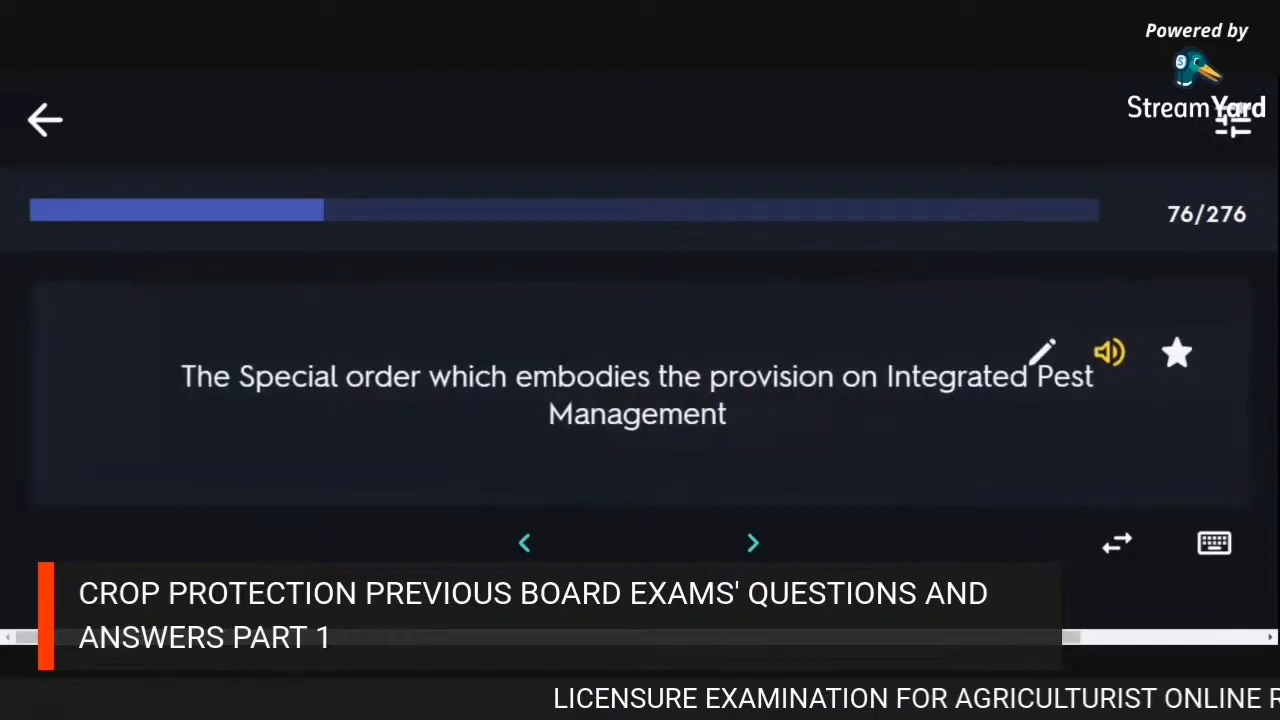 Powered by
StreamYard
76/276
The Special order which embodies the provision on Integrated Pest
Management
CROP PROTECTION PREVIOUS BOARD EXAMS' QUESTIONS AND
ANSWERS PART 1
LICENSURE EXAMINATION FOR AGRICULTURIST ONLINE